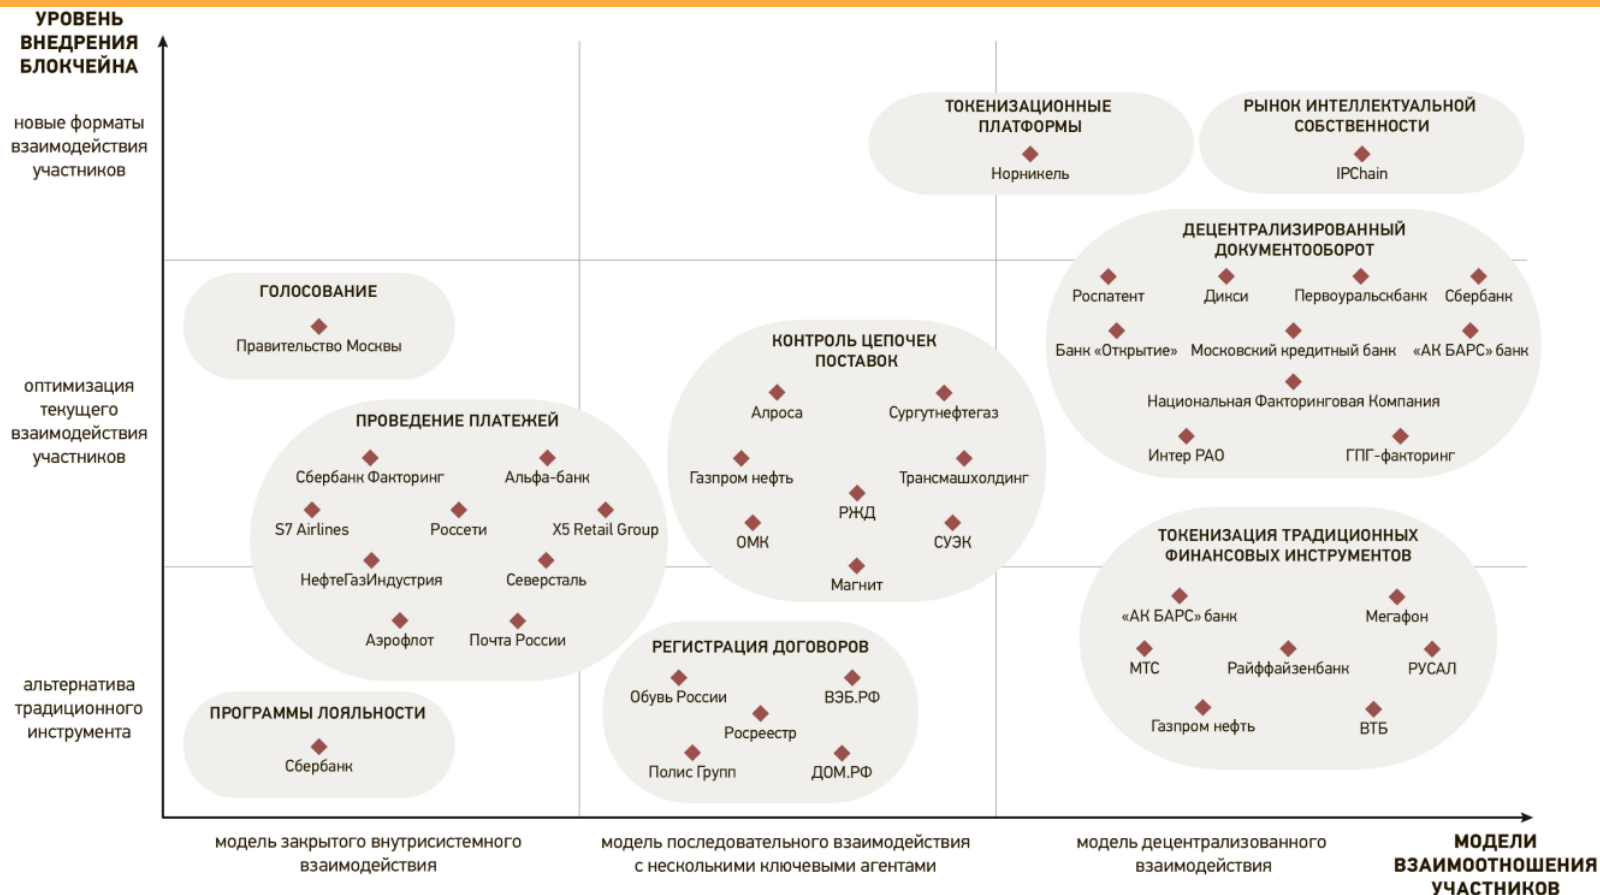 УРОВЕНЬ
ВНЕДРЕНИЯ
БЛОКЧЕЙНА
новые форматы
взаимодействия
участников
ТОКЕНИЗАЦИОННЫЕ
ПЛАТФОРМЫ
Норникель
РЫНОК ИНТЕЛЛЕКТУАЛЬНОЙ
СОБСТВЕННОСТИ
IPChain
ДЕЦЕНТРАЛИЗИРОВАННЫЙ
ДОКУМЕНТООБОРОТ
Роспатент
Дикси
Первоуральскбанк
Сбербанк
Банк «Открытие»
Московский кредитный банк
«АК БАРС» банк
Национальная Факторинговая Компания
Интер РАО
ГПГ-факторинг
оптимизация
текущего
взаимодействия
участников
ГОЛОСОВАНИЕ
Правительство Москвы
ПРОВЕДЕНИЕ ПЛАТЕЖЕЙ
Сбербанк Факторинг
Альфа-банк
S7 Airlines
Россети
X5 Retail Group
НефтеГазИндустрия
Северсталь
Аэрофлот
Почта России
КОНТРОЛЬ ЦЕПОЧЕК
ПОСТАВОК
Алроса
Сургутнефтегаз
Газпром нефть
Трансмашхолдинг
РЖД
ОМК
СУЭК
Магнит
ТОКЕНИЗАЦИЯ ТРАДИЦИОННЫХ
ФИНАНСОВЫХ ИНСТРУМЕНТОВ
«АК БАРС» банк
Мегафон
МТС
Райффайзенбанк
РУСАЛ
Газпром нефть
ВТБ
альтернатива
традиционного
инструмента
ПРОГРАММЫ ЛОЯЛЬНОСТИ
Сбербанк
РЕГИСТРАЦИЯ ДОГОВОРОВ
Обувь России
ВЭБ.РФ
Росреестр
Полис Групп
ДОМ.РФ
модель закрытого внутрисистемного
взаимодействия
модель последовательного взаимодействия
с несколькими ключевыми агентами
модель децентрализованного
взаимодействия
МОДЕЛИ
ВЗАИМООТНОШЕНИЯ
УЧАСТНИКОВ